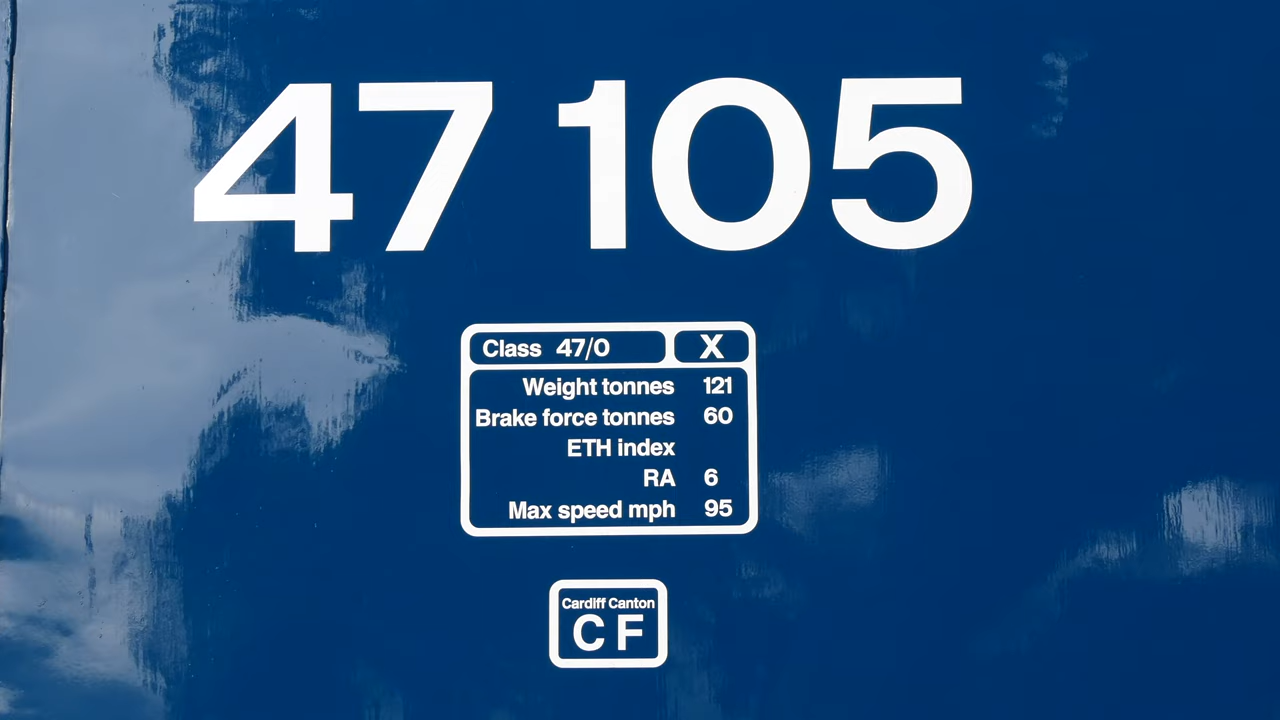 47 105
Class 47/0 X
Weight tonnes 121
Brake force tonnes 60
ETH index
RA 6
Max speed mph 95
Cardiff Canton
CF